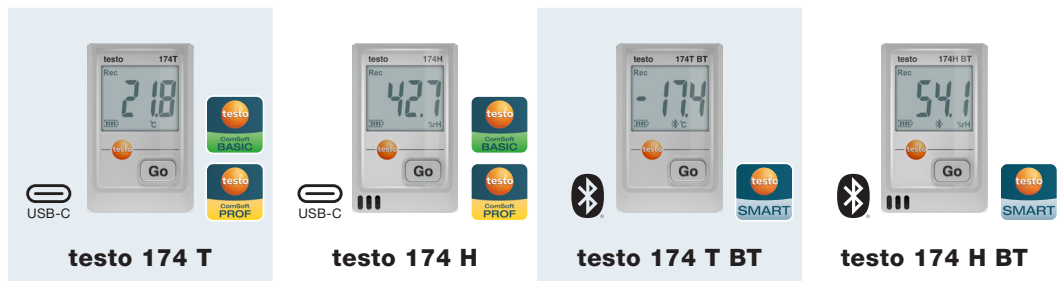 testo 174T
Rec
21.8
°C
testo
Go
testo
ComSoft
BASIC
testo
ComSoft
PROF
USB-C
testo 174 T
testo 174H
Rec
42.7
%rH
testo
Go
testo
ComSoft
BASIC
testo
ComSoft
PROF
USB-C
testo 174 H
testo 174T BT
Rec
-17.4
°C
testo
Go
testo
SMART
testo 174 T BT
testo 174H BT
Rec
54.1
%rH
testo
Go
testo
SMART
testo 174 H BT